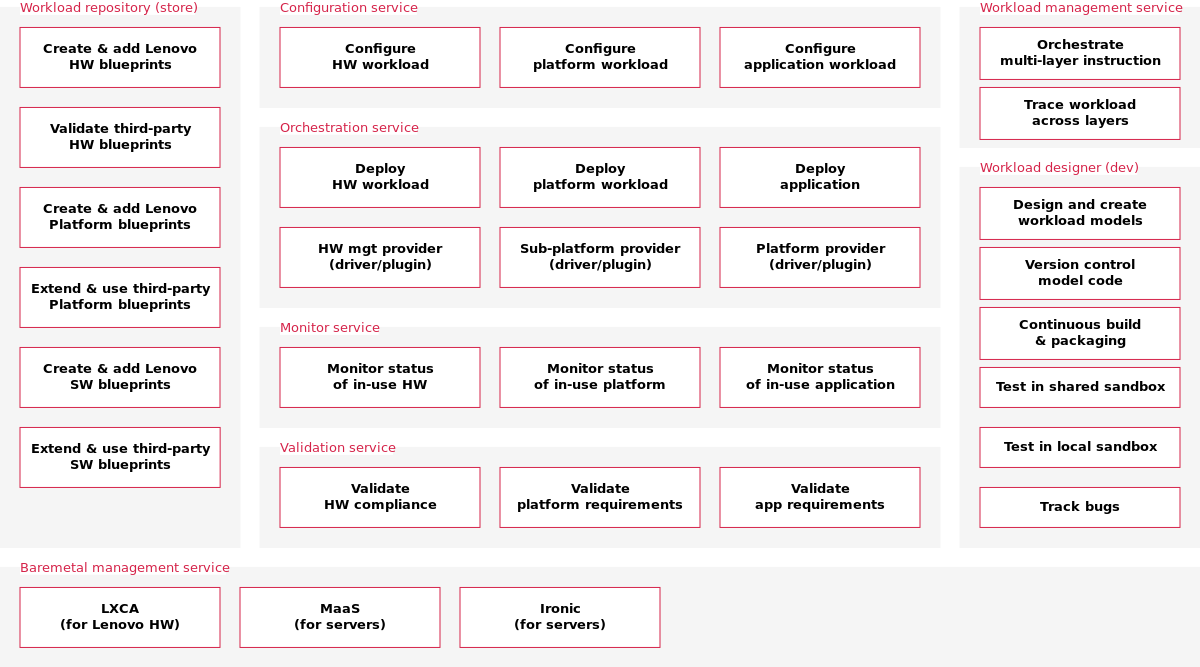 Workload repository (store)
Create & add Lenovo
HW blueprints
Validate third-party
HW blueprints
Create & add Lenovo
Platform blueprints
Extend & use third-party
Platform blueprints
Create & add Lenovo
SW blueprints
Extend & use third-party
SW blueprints
Configuration service
Configure
HW workload
Configure
platform workload
Configure
application workload
Orchestration service
Deploy
HW workload
Deploy
platform workload
Deploy
application
HW mgt provider
(driver/plugin)
Sub-platform provider
(driver/plugin)
Platform provider
(driver/plugin)
Monitor service
Monitor status
of in-use HW
Monitor status
of in-use platform
Monitor status
of in-use application
Validation service
Validate
HW compliance
Validate
platform requirements
Validate
app requirements
Workload management service
Orchestrate
multi-layer instruction
Trace workload
across layers
Workload designer (dev)
Design and create
workload models
Version control
model code
Continuous build
& packaging
Test in shared sandbox
Test in local sandbox
Track bugs
Baremetal management service
LXCA
(for Lenovo HW)
MaaS
(for servers)
Ironic
(for servers)